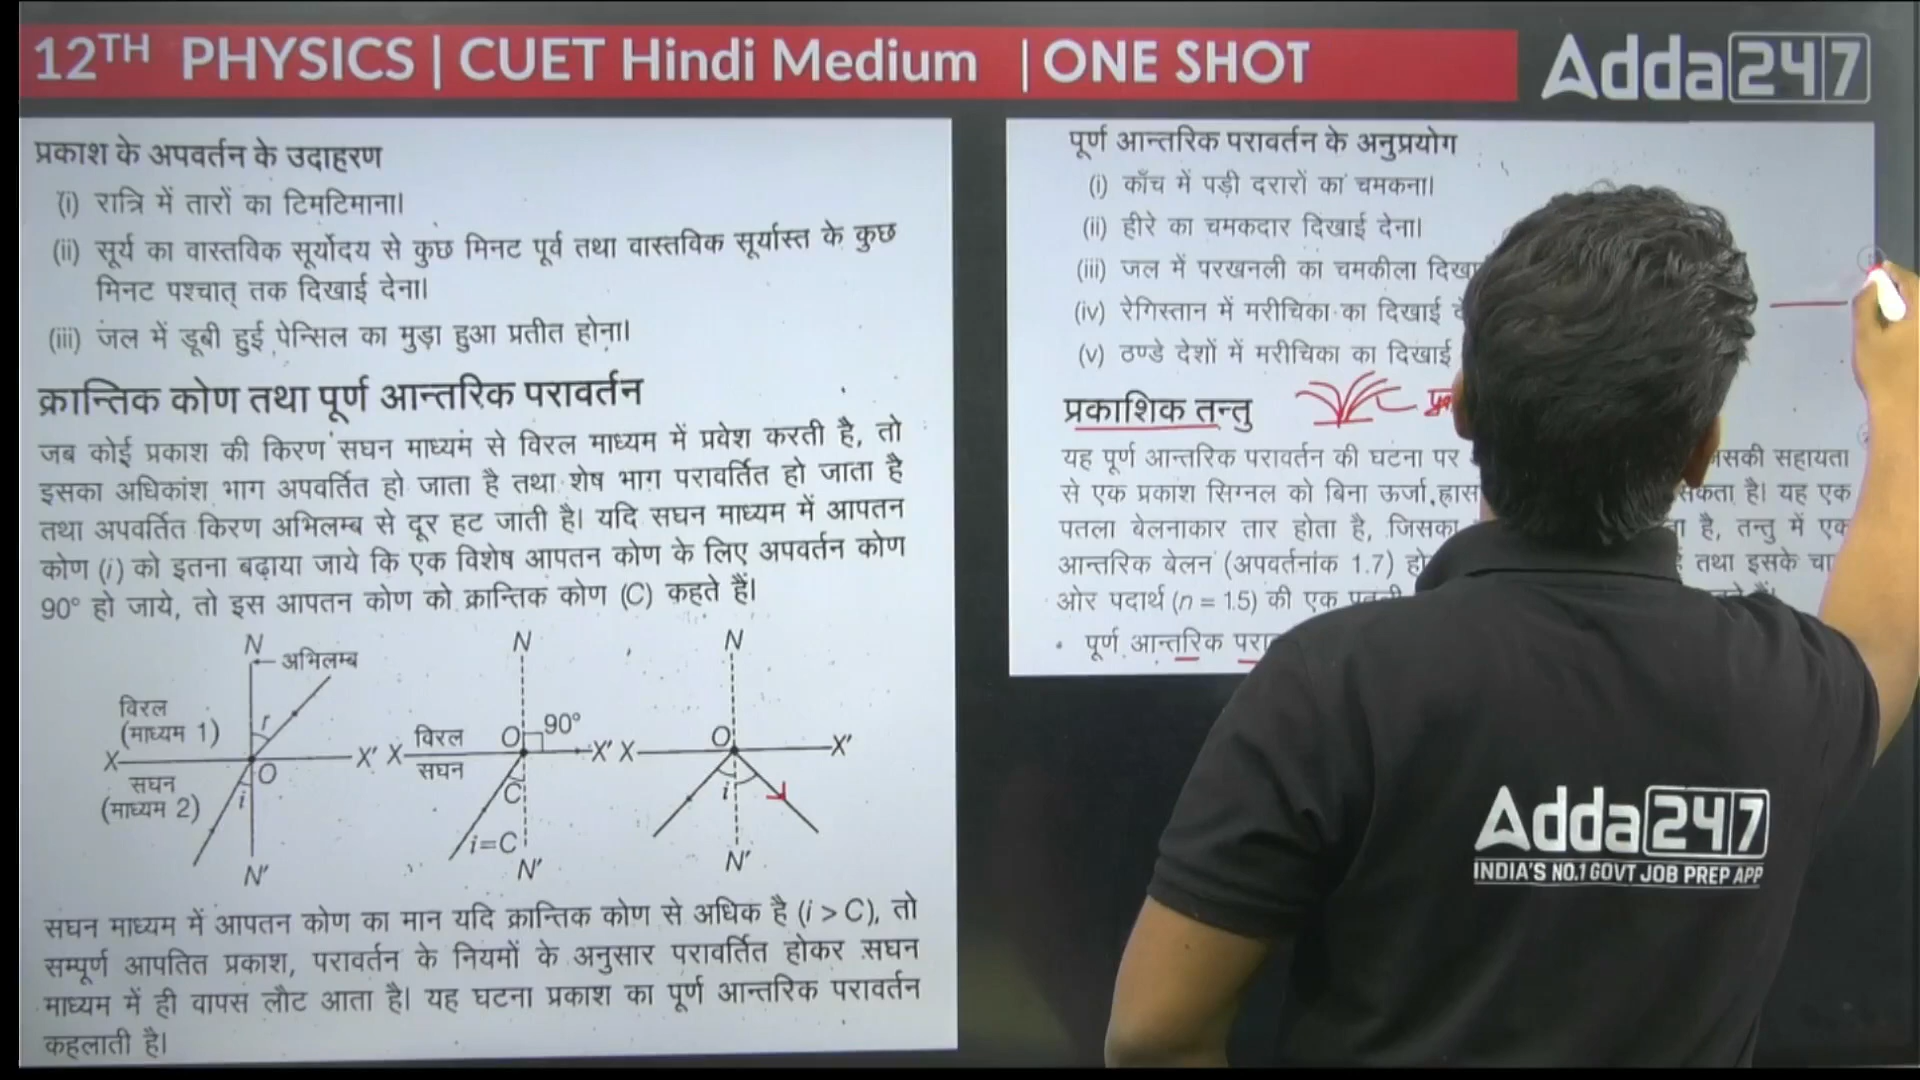 12TH PHYSICS | CUET Hindi Medium | ONE SHOT
Adda 247
प्रकाश के अपवर्तन के उदाहरण
(i) रात्रि में तारों का टिमटिमाना।
(ii) सूर्य का वास्तविक सूर्योदय से कुछ मिनट पूर्व तथा वास्तविक सूर्यास्त के कुछ
मिनट पश्चात् तक दिखाई देना।
(iii) जल में डूबी हुई पेन्सिल का मुड़ा हुआ प्रतीत होना।
क्रान्तिक कोण तथा पूर्ण आन्तरिक परावर्तन
जब कोई प्रकाश की किरण सघन माध्यम से विरल माध्यम में प्रवेश करती है, तो
इसका अधिकांश भाग अपवर्तित हो जाता है तथा शेष भाग परावर्तित हो जाता है
तथा अपवर्तित किरण अभिलम्ब से दूर हट जाती है। यदि सघन माध्यम में आपतन
कोण (i) को इतना बढ़ाया जाये कि एक विशेष आपतन कोण के लिए अपवर्तन कोण
90° हो जाये, तो इस आपतन कोण को क्रान्तिक कोण (C) कहते हैं।
N
अभिलम्ब
विरल
(माध्यम 1)
r
X
X'
O
सघन
(माध्यम 2)
i
N'
N
विरल
O
90°
X
X'
सघन
C
i=C
N'
N
O
X
X'
i
N'
सघन माध्यम में आपतन कोण का मान यदि क्रान्तिक कोण से अधिक है (i > C), तो
सम्पूर्ण आपतित प्रकाश, परावर्तन के नियमों के अनुसार परावर्तित होकर सघन
माध्यम में ही वापस लौट आता है। यह घटना प्रकाश का पूर्ण आन्तरिक परावर्तन
कहलाती है।
पूर्ण आन्तरिक परावर्तन के अनुप्रयोग
(i) काँच में पड़ी दरारों का चमकना।
(ii) हीरे का चमकदार दिखाई देना।
(iii) जल में परखनली का चमकीला
(iv) रेगिस्तान में मरीचिका का दिखाई
(v) ठण्डे देशों में मरीचिका का दिखाई
प्रकाशिक तन्तु
यह पूर्ण आन्तरिक परावर्तन की घटना पर सहायता
से एक प्रकाश सिग्नल को बिना ऊर्जा ह्रास सकता है। यह एक
पतला बेलनाकार तार होता है, जिसका है, तन्तु में एक
आन्तरिक बेलन (अपवर्तनांक 1.7) तथा इसके
ओर पदार्थ (n = 1.5) की एक
• पूर्ण आन्तरिक
Adda 247
INDIA'S NO.1 GOVT JOB PREP APP